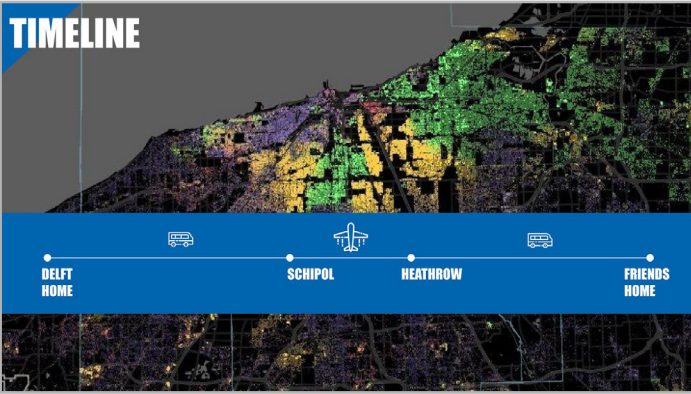 TIMELINE
DELFT
HOME
SCHIPOL
HEATHROW
FRIENDS
HOME